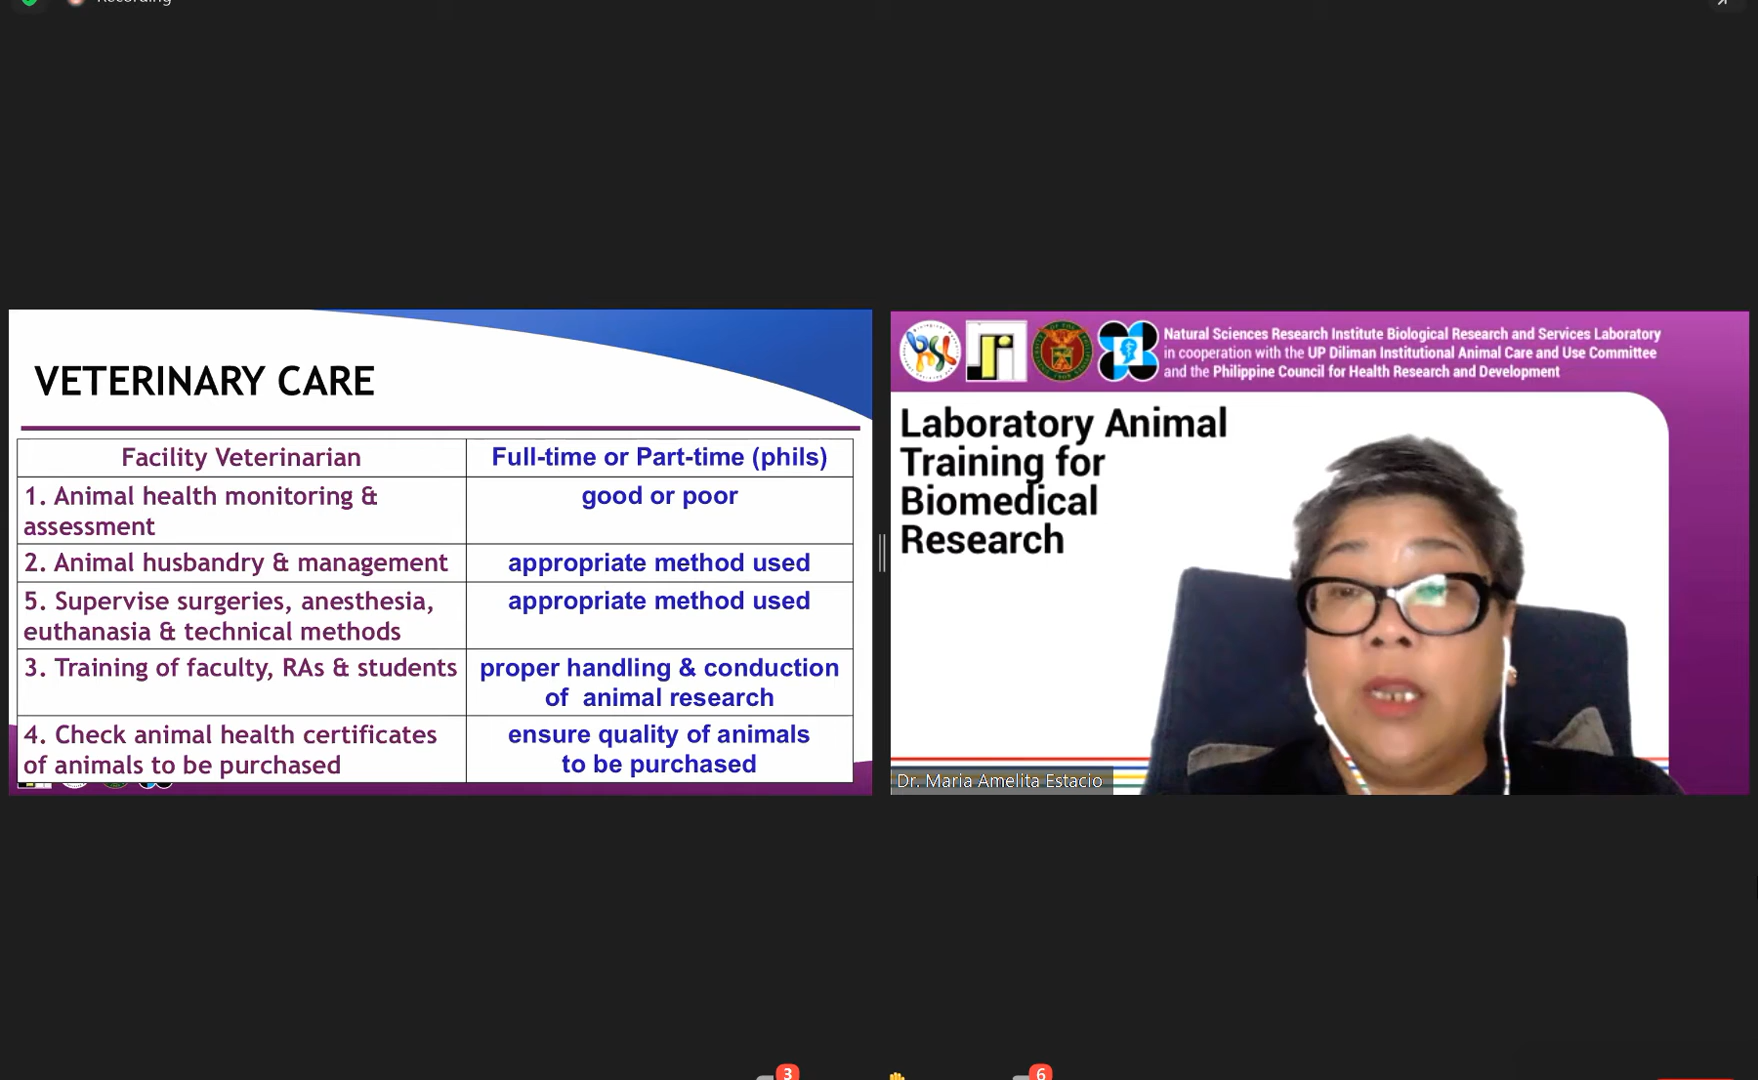 Recording
VETERINARY CARE
Facility Veterinarian
Full-time or Part-time (phils)
1. Animal health monitoring &
assessment
good or poor
2. Animal husbandry & management
appropriate method used
5. Supervise surgeries, anesthesia,
euthanasia & technical methods
appropriate method used
3. Training of faculty, RAs & students
proper handling & conduction
of animal research
4. Check animal health certificates
of animals to be purchased
ensure quality of animals
to be purchased
Natural Sciences Research Institute Biological Research and Services Laboratory
in cooperation with the UP Diliman Institutional Animal Care and Use Committee
and the Philippine Council for Health Research and Development
Laboratory Animal
Training for
Biomedical
Research
Dr. Maria Amelita Estacio
3
6